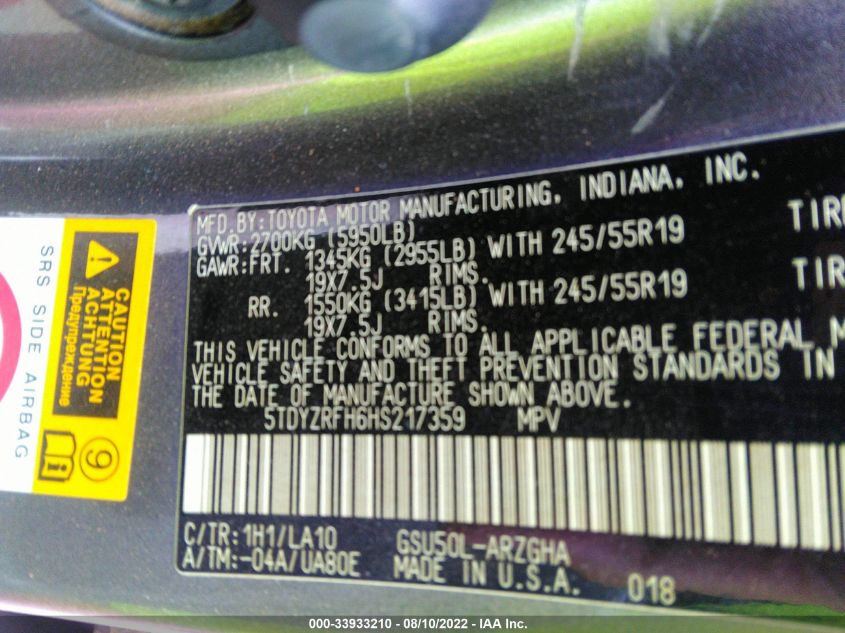 MFD.BY:TOYOTA MOTOR MANUFACTURING, INDIANA, INC.
GVWR:2700KG (5950LB)
GAWR:FRT. 1345KG (2955LB) WITH 245/55R19 TIR
19X7.5J RIMS.
RR. 1550KG (3415LB) WITH 245/55R19 TIR
19X7.5J RIMS.
THIS VEHICLE CONFORMS TO ALL APPLICABLE FEDERAL M
VEHICLE SAFETY AND THEFT PREVENTION STANDARDS IN
THE DATE OF MANUFACTURE SHOWN ABOVE.
5TDYZRFH6HS217359 MPV
C/TR:1H1/LA10 GSU50L-ARZGHA
A/TM:-04A/UA80E MADE IN U.S.A. 018
SRS SIDE AIRBAG
CAUTION
ATTENTION
ACHTUNG
Предупреждение
9
000-33933210 - 08/10/2022 - IAA Inc.